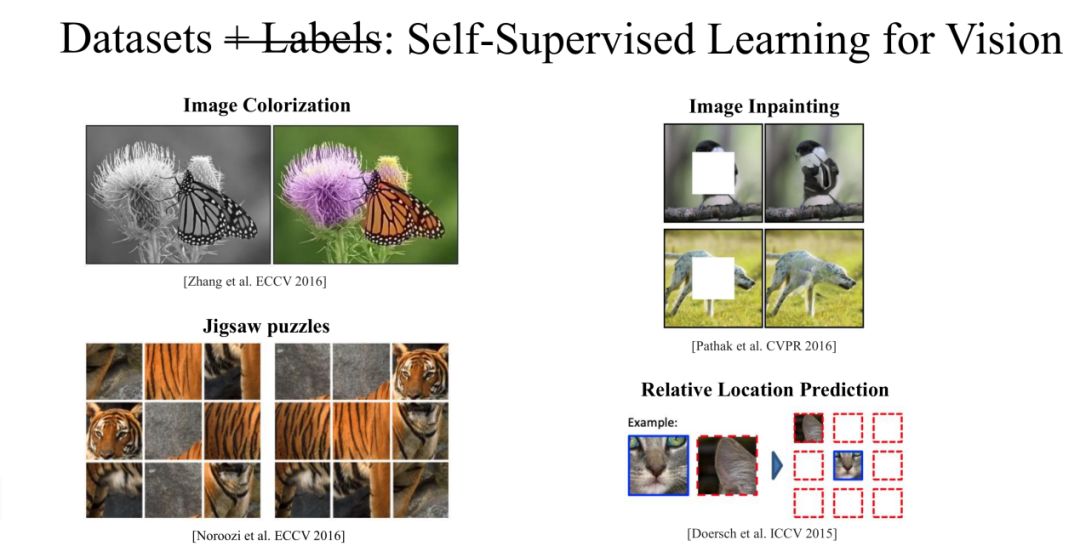 Datasets + Labels: Self-Supervised Learning for Vision
Image Colorization
[Zhang et al. ECCV 2016]
Jigsaw puzzles
[Noroozi et al. ECCV 2016]
Image Inpainting
[Pathak et al. CVPR 2016]
Relative Location Prediction
Example:
[Doersch et al. ICCV 2015]